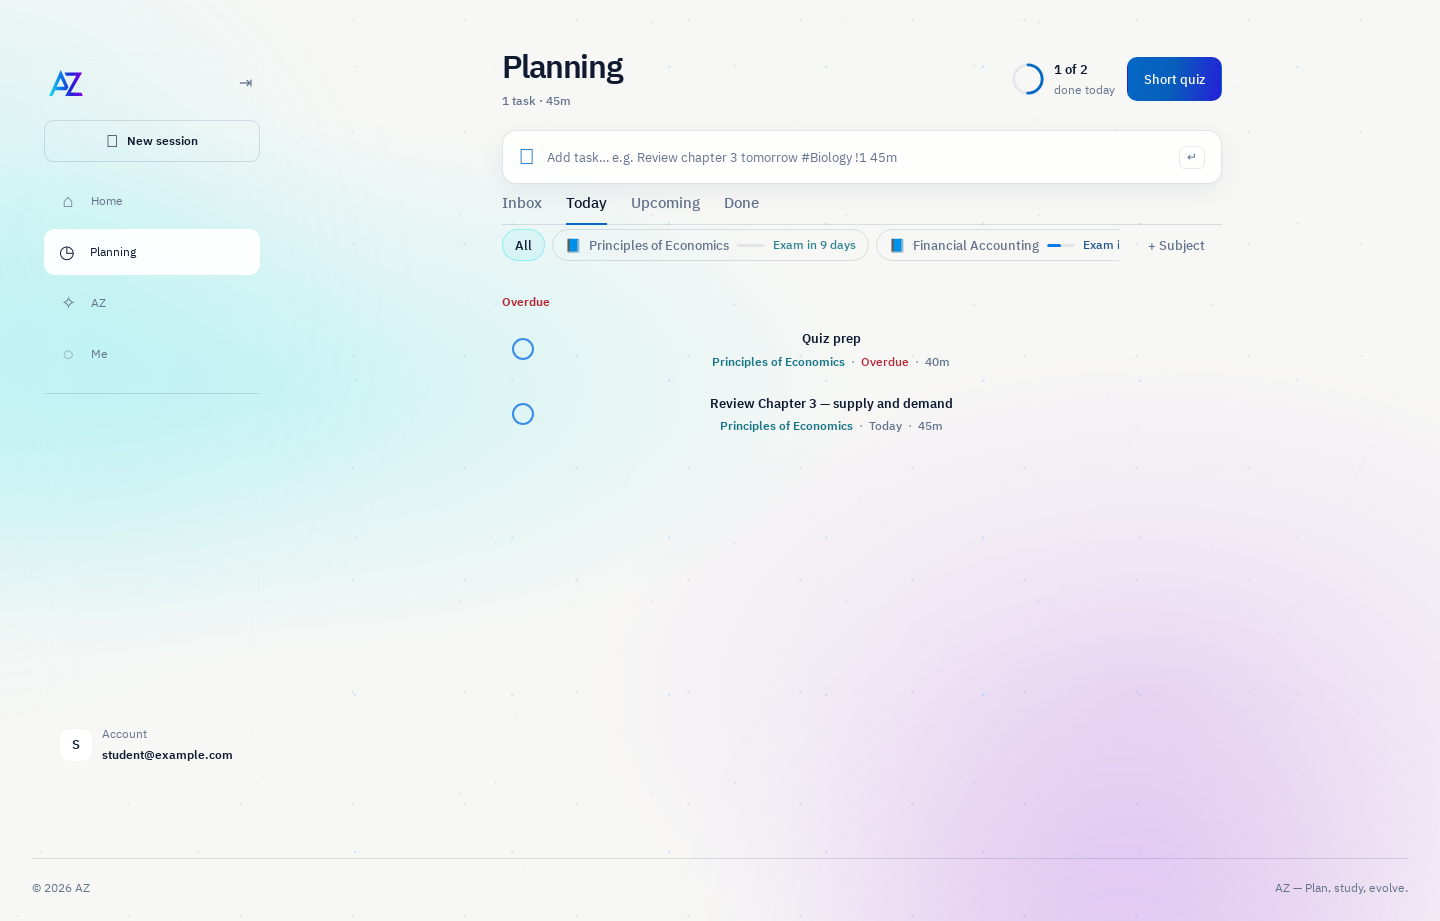 AZ
New session
Home
Planning
AZ
Me
Account
S
student@example.com
Planning
1 task · 45m
1 of 2
done today
Short quiz
Add task... e.g. Review chapter 3 tomorrow #Biology !1 45m
Inbox Today Upcoming Done
All Principles of Economics Exam in 9 days Financial Accounting Exam i + Subject
Overdue
Quiz prep
Principles of Economics · Overdue · 40m
Review Chapter 3 — supply and demand
Principles of Economics · Today · 45m
© 2026 AZ
AZ — Plan, study, evolve.